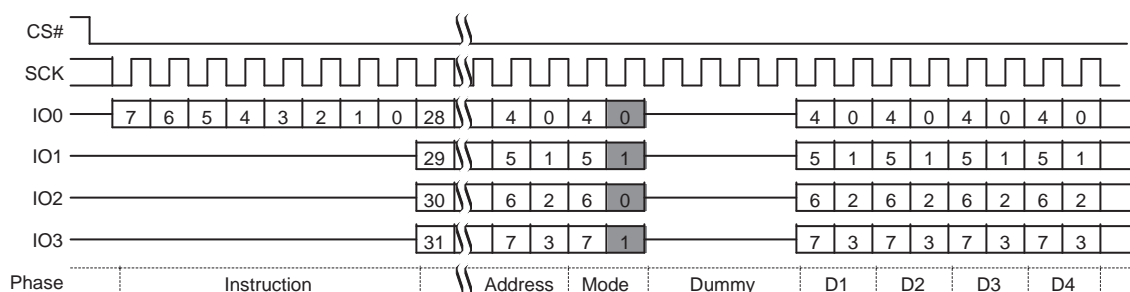 CS#
SCK
IO0 7 6 5 4 3 2 1 0 28 4 0 4 0 4 0 4 0 4 0 4 0
IO1 29 5 1 5 1 5 1 5 1 5 1 5 1
IO2 30 6 2 6 0 6 2 6 2 6 2 6 2
IO3 31 7 3 7 1 7 3 7 3 7 3 7 3
Phase Instruction Address Mode Dummy D1 D2 D3 D4